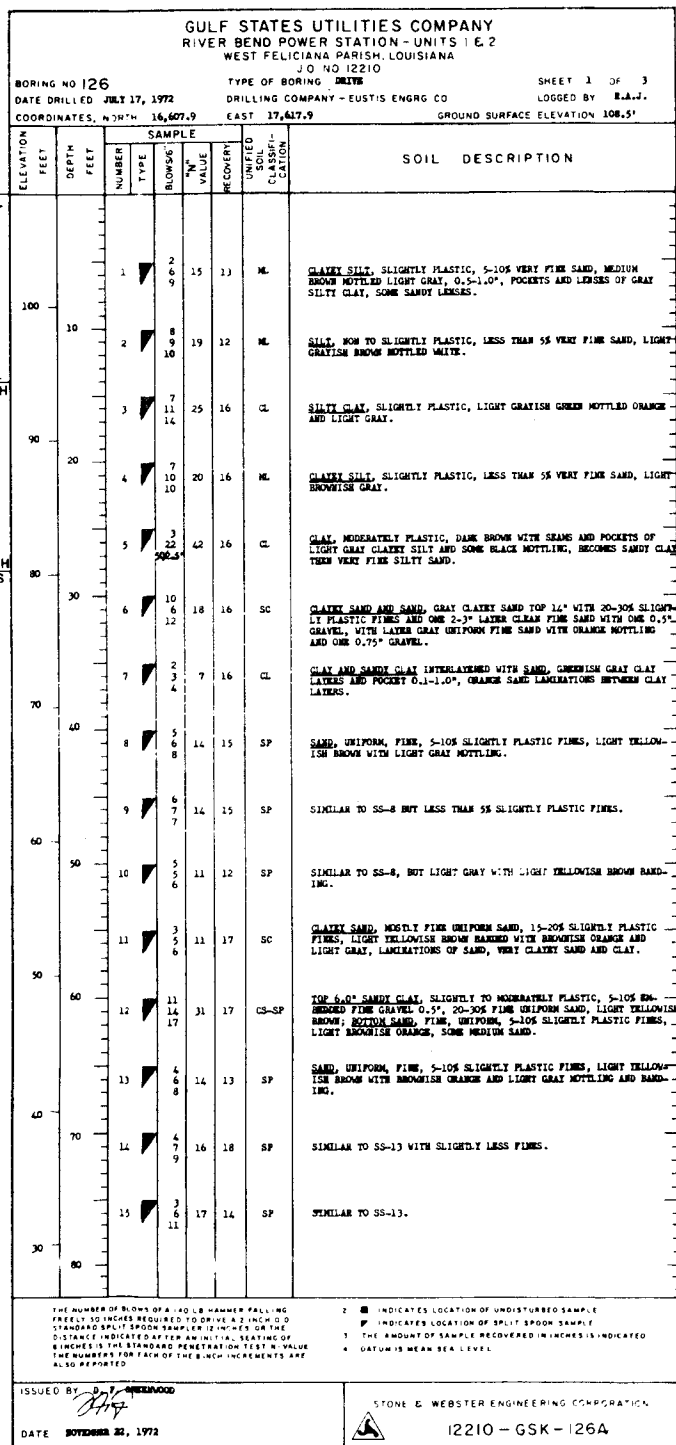 GULF STATES UTILITIES COMPANY
RIVER BEND POWER STATION - UNITS 1 & 2
WEST FELICIANA PARISH, LOUISIANA
J.O. NO 12210
BORING NO 126 TYPE OF BORING DRIVE SHEET 1 OF 3
DATE DRILLED JULY 17, 1972 DRILLING COMPANY - EUSTIS ENGRG CO LOGGED BY R.A.J.
COORDINATES, NORTH 16,607.9 EAST 17,617.9 GROUND SURFACE ELEVATION 108.5'
ELEVATION FEET
DEPTH FEET
SAMPLE
NUMBER
TYPE
BLOWS/6"
"N" VALUE
RECOVERY
UNIFIED SOIL CLASSIFI-CATION
SOIL DESCRIPTION
1 2 6 9 15 13 ML CLAYEY SILT, SLIGHTLY PLASTIC, 5-10% VERY FINE SAND, MEDIUM
BROWN MOTTLED LIGHT GRAY, 0.5-1.0", POCKETS AND LENSES OF GRAY
SILTY CLAY, SOME SANDY LENSES.
100
10
2 8 9 10 19 12 ML SILT, NON TO SLIGHTLY PLASTIC, LESS THAN 5% VERY FINE SAND, LIGHT
GRAYISH BROWN MOTTLED WHITE.
H
3 7 11 14 25 16 CL SILTY CLAY, SLIGHTLY PLASTIC, LIGHT GRAYISH GREEN MOTTLED ORANGE
AND LIGHT GRAY.
90
20
4 7 10 10 20 16 ML CLAYEY SILT, SLIGHTLY PLASTIC, LESS THAN 5% VERY FINE SAND, LIGHT
BROWNISH GRAY.
5 3 22 42 16 CL CLAY, MODERATELY PLASTIC, DARK BROWN WITH SEAMS AND POCKETS OF
LIGHT GRAY CLAYEY SILT AND SOME BLACK MOTTLING, BECOMES SANDY CLAY
THEN VERY FINE SILTY SAND.
H
S
80
30
6 10 6 12 18 16 SC CLAYEY SAND AND SAND, GRAY CLAYEY SAND TOP 14" WITH 20-30% SLIGHT-
LY PLASTIC FINES AND ONE 2-3" LAYER CLEAN FINE SAND WITH ONE 0.5"
GRAVEL, WITH LAYER GRAY UNIFORM FINE SAND WITH ORANGE MOTTLING
AND ONE 0.75" GRAVEL.
7 2 3 4 7 16 CL CLAY AND SANDY CLAY INTERLAYERED WITH SAND, GREENISH GRAY CLAY
LAYERS AND POCKET 0.1-1.0", ORANGE SAND LAMINATIONS BETWEEN CLAY
LAYERS.
70
40
8 5 6 8 14 15 SP SAND, UNIFORM, FINE, 5-10% SLIGHTLY PLASTIC FINES, LIGHT YELLOW-
ISH BROWN WITH LIGHT GRAY MOTTLING.
9 6 7 7 14 15 SP SIMILAR TO SS-8 BUT LESS THAN 5% SLIGHTLY PLASTIC FINES.
60
50
10 5 5 6 11 12 SP SIMILAR TO SS-8, BUT LIGHT GRAY WITH LIGHT YELLOWISH BROWN BAND-
ING.
11 3 5 6 11 17 SC CLAYEY SAND, MOSTLY FINE UNIFORM SAND, 15-20% SLIGHTLY PLASTIC
FINES, LIGHT YELLOWISH BROWN BANDED WITH BROWNISH ORANGE AND
LIGHT GRAY, LAMINATIONS OF SAND, VERY CLAYEY SAND AND CLAY.
50
60
12 11 14 17 31 17 CS-SP TOP 6.0" SANDY CLAY, SLIGHTLY TO MODERATELY PLASTIC, 5-10% EM-
BEDDED FINE GRAVEL 0.5", 20-30% FINE UNIFORM SAND, LIGHT YELLOWISH
BROWN; BOTTOM SAND, FINE, UNIFORM, 5-10% SLIGHTLY PLASTIC FINES,
LIGHT BROWNISH ORANGE, SOME MEDIUM SAND.
13 4 6 8 14 13 SP SAND, UNIFORM, FINE, 5-10% SLIGHTLY PLASTIC FINES, LIGHT YELLOW-
ISH BROWN WITH BROWNISH ORANGE AND LIGHT GRAY MOTTLING AND BAND-
ING.
40
70
14 4 7 9 16 18 SP SIMILAR TO SS-13 WITH SLIGHTLY LESS FINES.
15 3 6 11 17 14 SP SIMILAR TO SS-13.
30
80
THE NUMBER OF BLOWS OF A 140 LB HAMMER FALLING
FREELY 30 INCHES REQUIRED TO DRIVE A 2 INCH O.D
STANDARD SPLIT SPOON SAMPLER 12 INCHES OR THE
DISTANCE INDICATED AFTER AN INITIAL SEATING OF
6 INCHES IS THE STANDARD PENETRATION TEST N-VALUE
THE NUMBERS FOR EACH OF THE 6-INCH INCREMENTS ARE
ALSO REPORTED
2 INDICATES LOCATION OF UNDISTURBED SAMPLE
INDICATES LOCATION OF SPLIT SPOON SAMPLE
3 THE AMOUNT OF SAMPLE RECOVERED IN INCHES IS INDICATED
4 DATUM IS MEAN SEA LEVEL
ISSUED BY D. F. GREENWOOD
DATE NOVEMBER 22, 1972
STONE & WEBSTER ENGINEERING CORPORATION
12210 - GSK - 126A